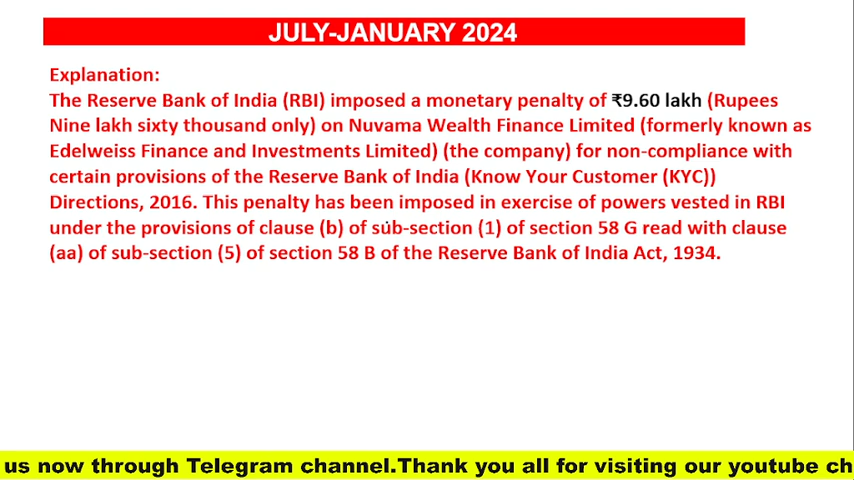 JULY-JANUARY 2024
Explanation:
The Reserve Bank of India (RBI) imposed a monetary penalty of ₹9.60 lakh (Rupees
Nine lakh sixty thousand only) on Nuvama Wealth Finance Limited (formerly known as
Edelweiss Finance and Investments Limited) (the company) for non-compliance with
certain provisions of the Reserve Bank of India (Know Your Customer (KYC))
Directions, 2016. This penalty has been imposed in exercise of powers vested in RBI
under the provisions of clause (b) of sub-section (1) of section 58 G read with clause
(aa) of sub-section (5) of section 58 B of the Reserve Bank of India Act, 1934.
us now through Telegram channel.Thank you all for visiting our youtube ch